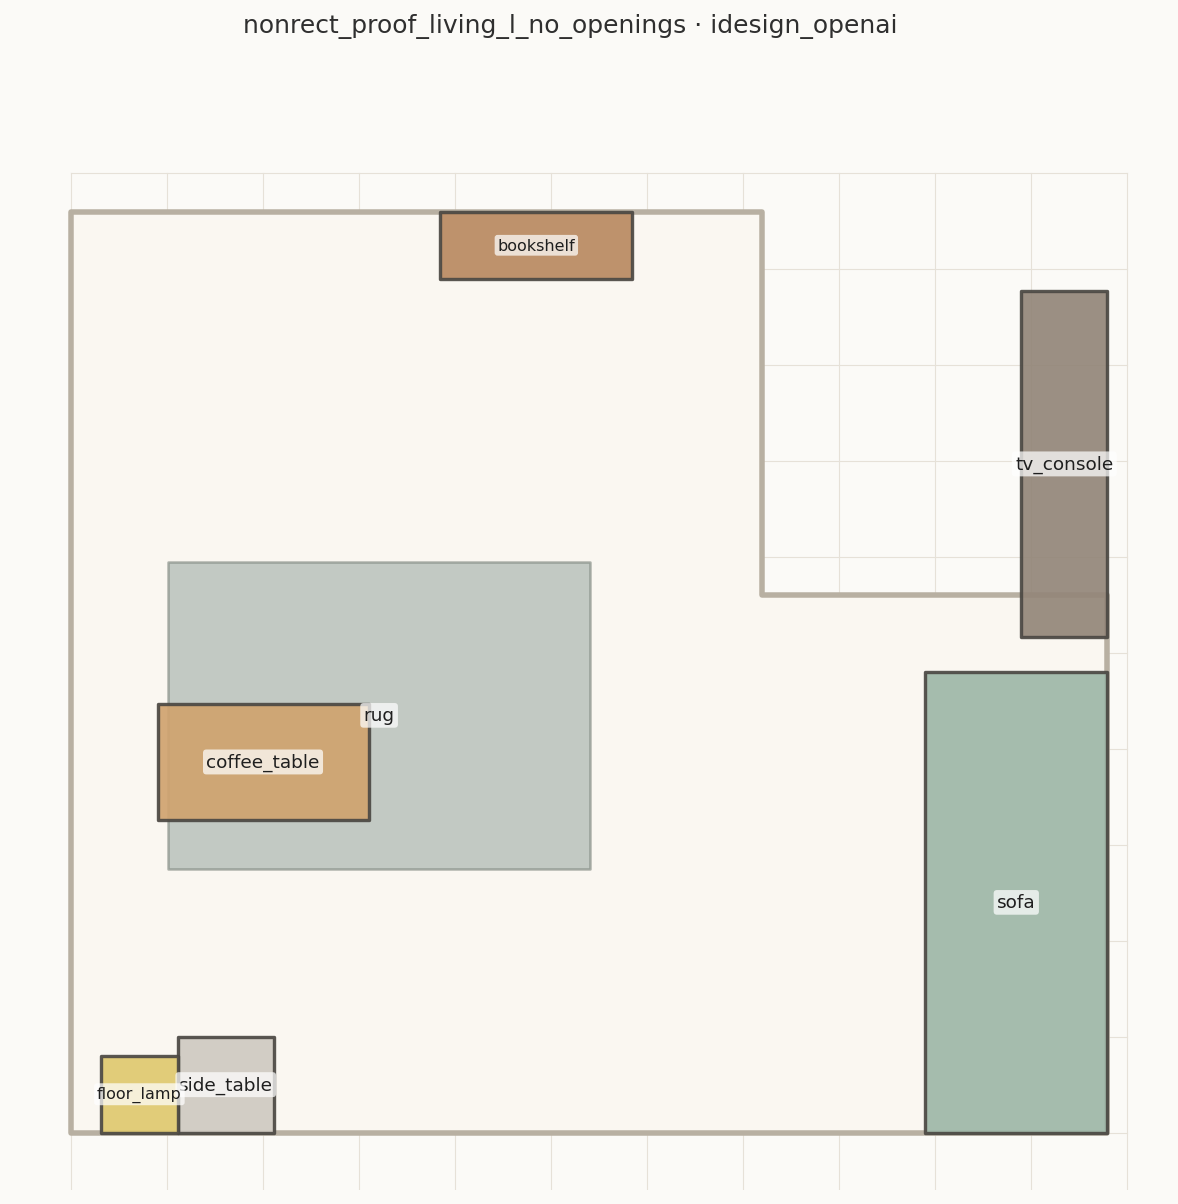 nonrect_proof_living_l_no_openings · idesign_openai
bookshelf
tv_console
rug
coffee_table
sofa
side_table
floor_lamp